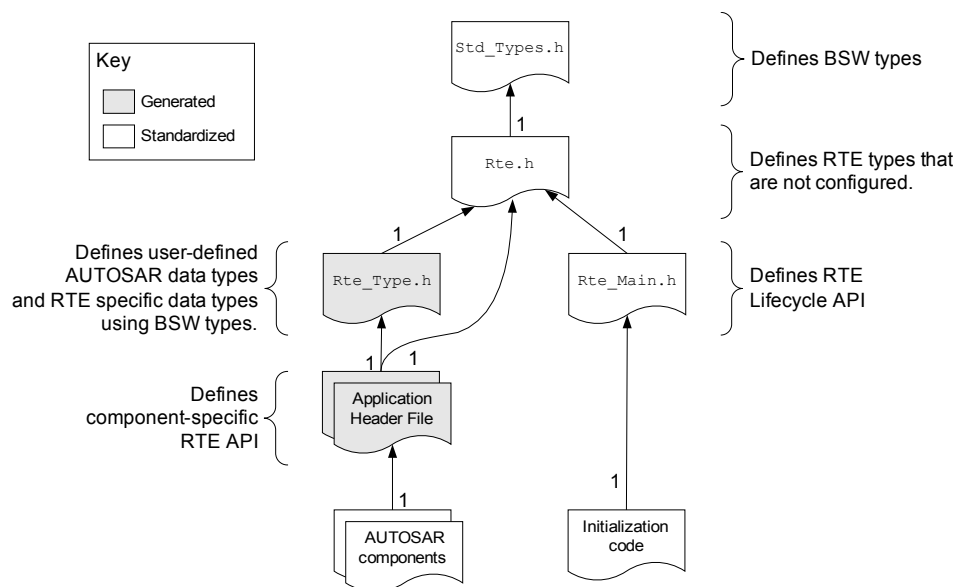 Key
Generated
Standardized
Std_Types.h
Defines BSW types
1
Rte.h
Defines RTE types that
are not configured.
1
1
Defines user-defined
AUTOSAR data types
and RTE specific data types
using BSW types.
Rte_Type.h
Rte_Main.h
Defines RTE
Lifecycle API
1
1
Defines
component-specific
RTE API
Application
Header File
1
1
AUTOSAR
components
Initialization
code